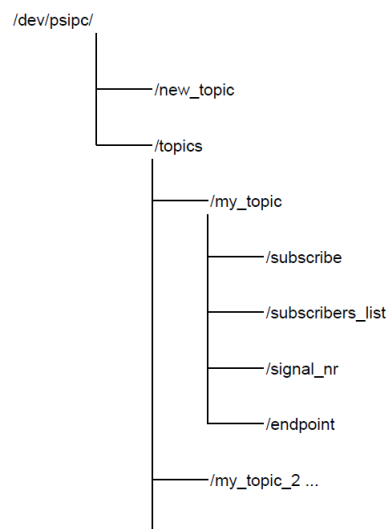 /dev/psipc/
/new_topic
/topics
/my_topic
/subscribe
/subscribers_list
/signal_nr
/endpoint
/my_topic_2 ...